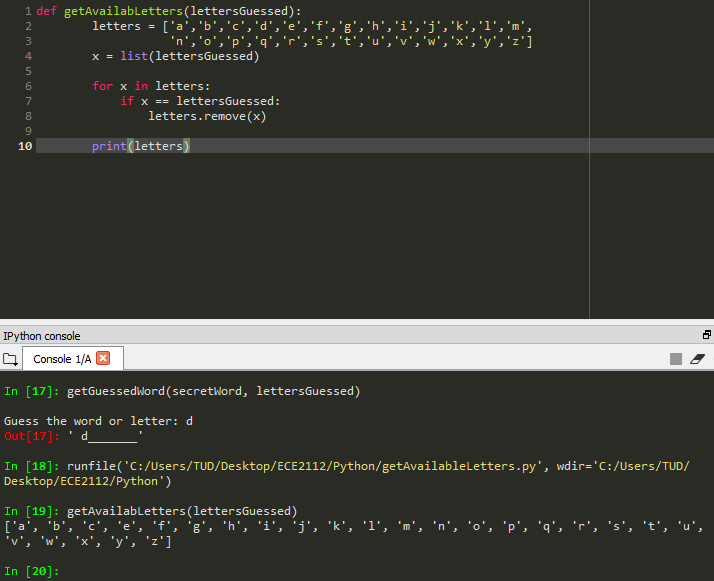 1 def getAvailabLetters(lettersGuessed):
2 letters = ['a','b','c','d','e','f','g','h','i','j','k','l','m',
3 'n','o','p','q','r','s','t','u','v','w','x','y','z']
4 x = list(lettersGuessed)
5
6 for x in letters:
7 if x == lettersGuessed:
8 letters.remove(x)
9
10 print(letters)
IPython console
Console 1/A
In [17]: getGuessedWord(secretWord, lettersGuessed)
Guess the word or letter: d
Out[17]: ' d_______'
In [18]: runfile('C:/Users/TUD/Desktop/ECE2112/Python/getAvailableLetters.py', wdir='C:/Users/TUD/
Desktop/ECE2112/Python')
In [19]: getAvailabLetters(lettersGuessed)
['a', 'b', 'c', 'e', 'f', 'g', 'h', 'i', 'j', 'k', 'l', 'm', 'n', 'o', 'p', 'q', 'r', 's', 't', 'u',
'v', 'w', 'x', 'y', 'z']
In [20]: